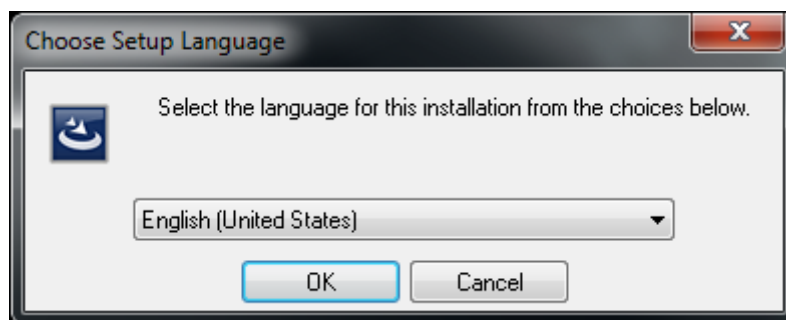 Choose Setup Language
Select the language for this installation from the choices below.
English (United States)
OK
Cancel